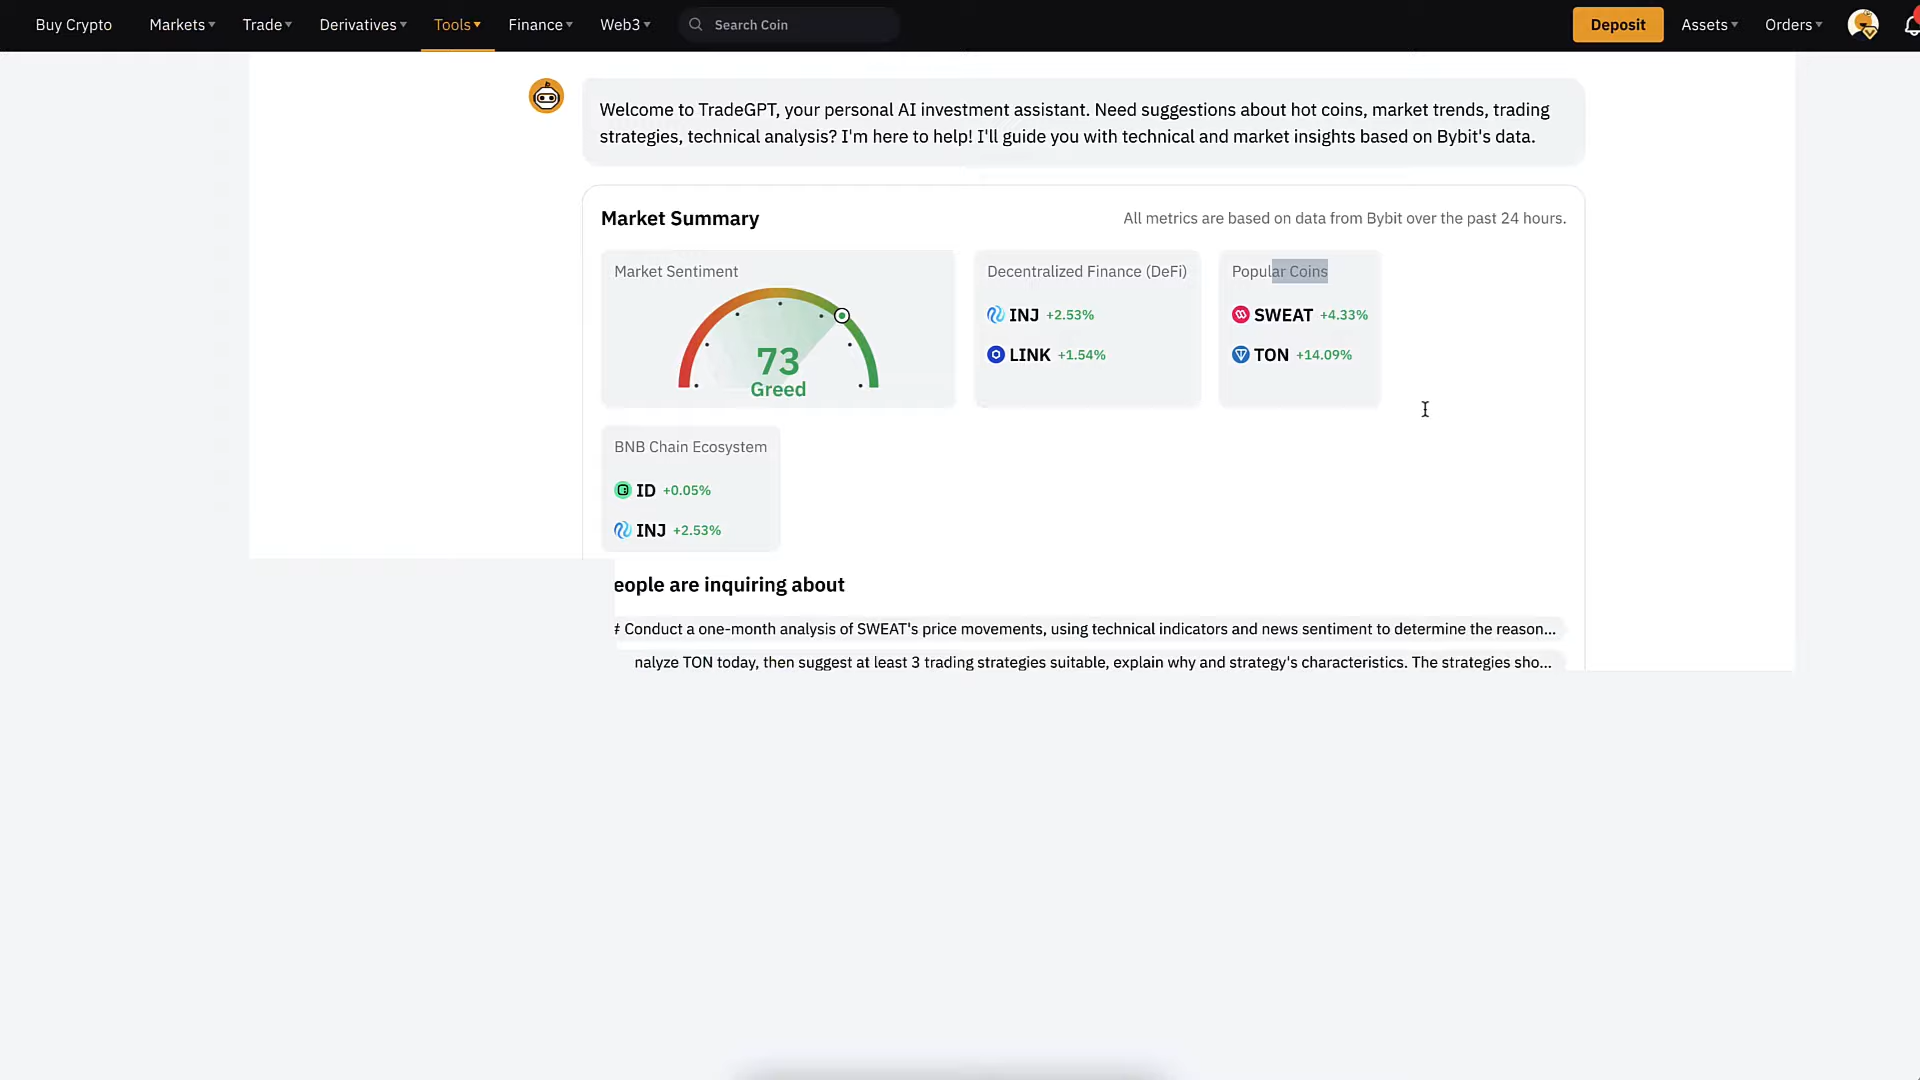 Buy Crypto Markets Trade Derivatives Tools Finance Web3 Search Coin Deposit Assets Orders
Welcome to TradeGPT, your personal AI investment assistant. Need suggestions about hot coins, market trends, trading
strategies, technical analysis? I'm here to help! I'll guide you with technical and market insights based on Bybit's data.
Market Summary All metrics are based on data from Bybit over the past 24 hours.
Market Sentiment
73
Greed
Decentralized Finance (DeFi)
INJ +2.53%
LINK +1.54%
Popular Coins
SWEAT +4.33%
TON +14.09%
BNB Chain Ecosystem
ID +0.05%
INJ +2.53%
eople are inquiring about
# Conduct a one-month analysis of SWEAT's price movements, using technical indicators and news sentiment to determine the reason...
nalyze TON today, then suggest at least 3 trading strategies suitable, explain why and strategy's characteristics. The strategies sho...